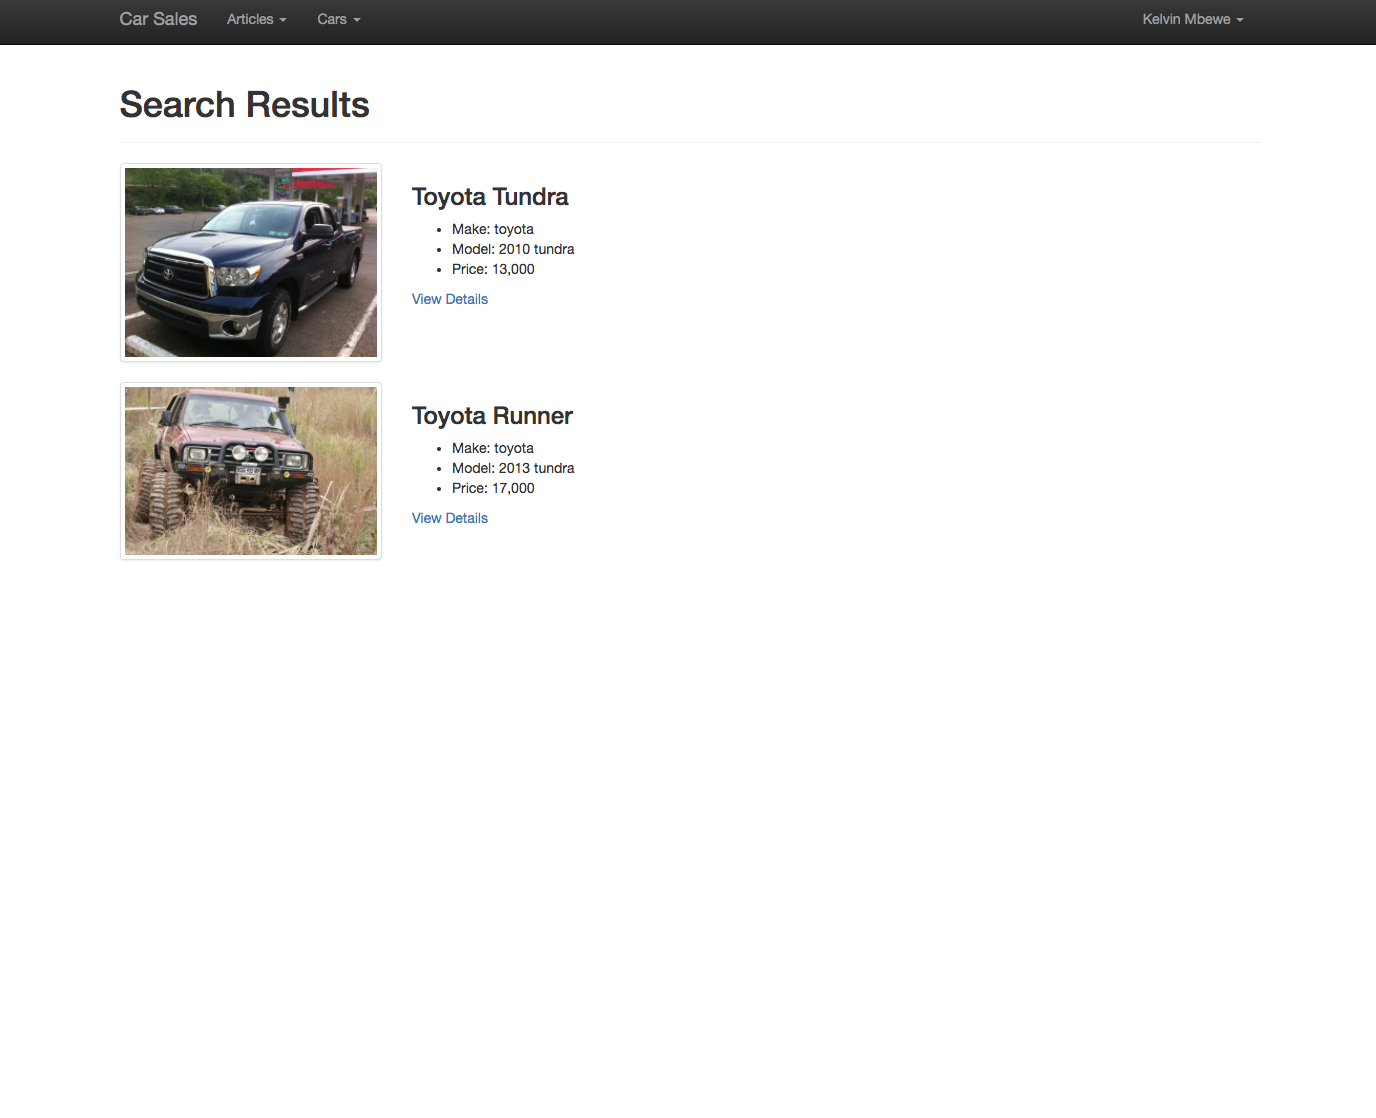 Car Sales Articles Cars Kelvin Mbewe
Search Results
Toyota Tundra
Make: toyota
Model: 2010 tundra
Price: 13,000
View Details
Toyota Runner
Make: toyota
Model: 2013 tundra
Price: 17,000
View Details